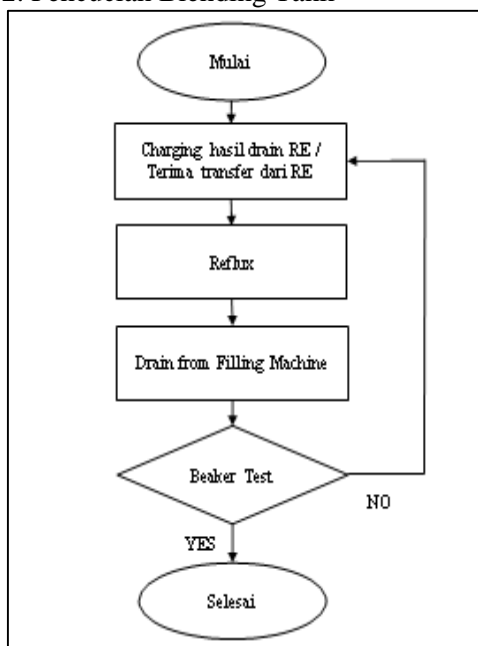 Mulai
Charging hasil drain RE /
Terima transfer dari RE
Reflux
Drain from Filling Machine
Beaker Test
NO
YES
Selesai